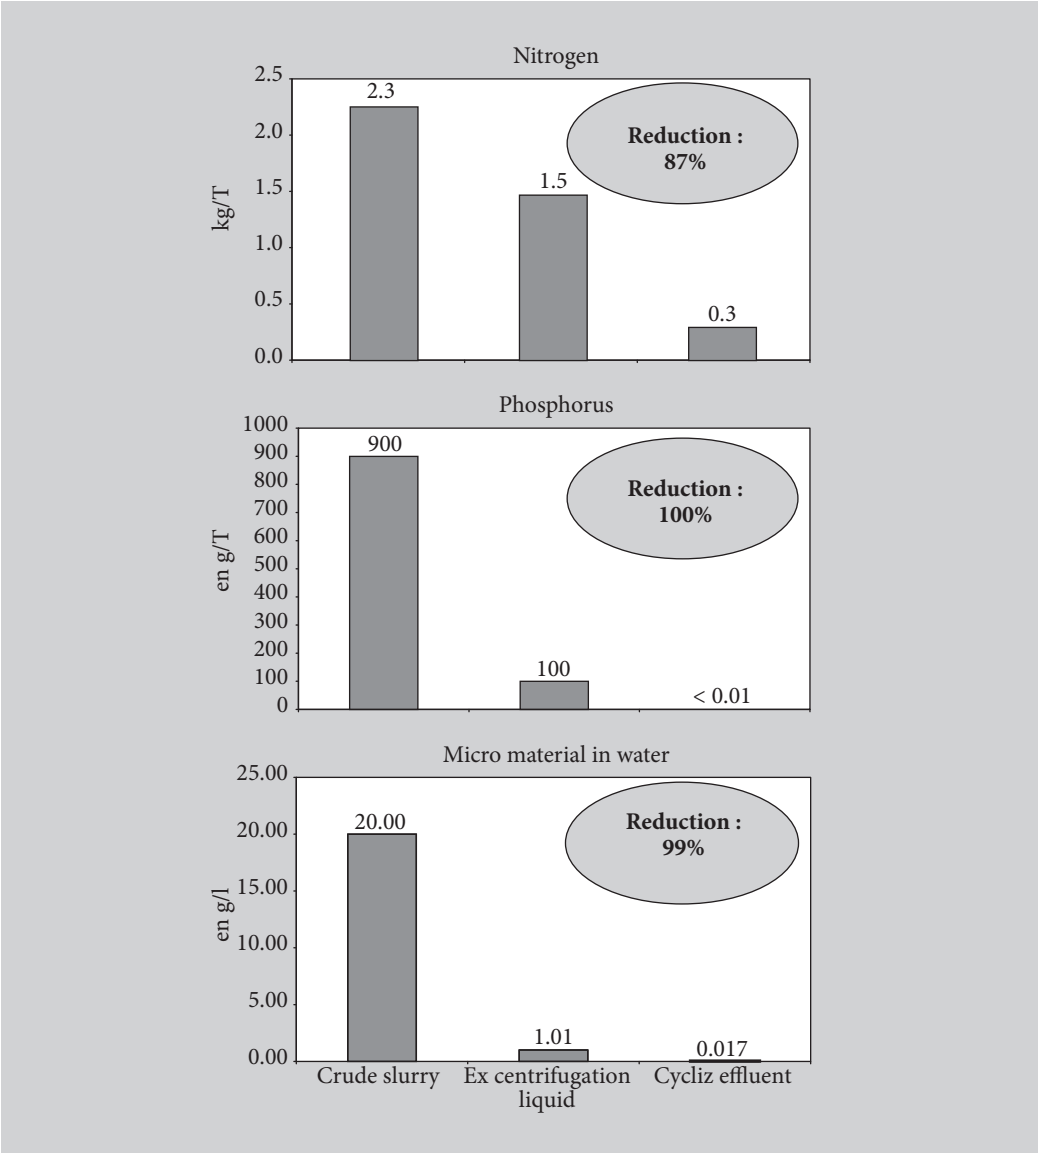 Nitrogen
kg/T
2.5
2.0
1.5
1.0
0.5
0.0
2.3
1.5
0.3
Reduction :
87%
Phosphorus
en g/T
1000
900
800
700
600
500
400
300
200
100
0
900
100
< 0.01
Reduction :
100%
Micro material in water
en g/l
25.00
20.00
15.00
10.00
5.00
0.00
20.00
1.01
0.017
Reduction :
99%
Crude slurry
Ex centrifugation
liquid
Cycliz effluent